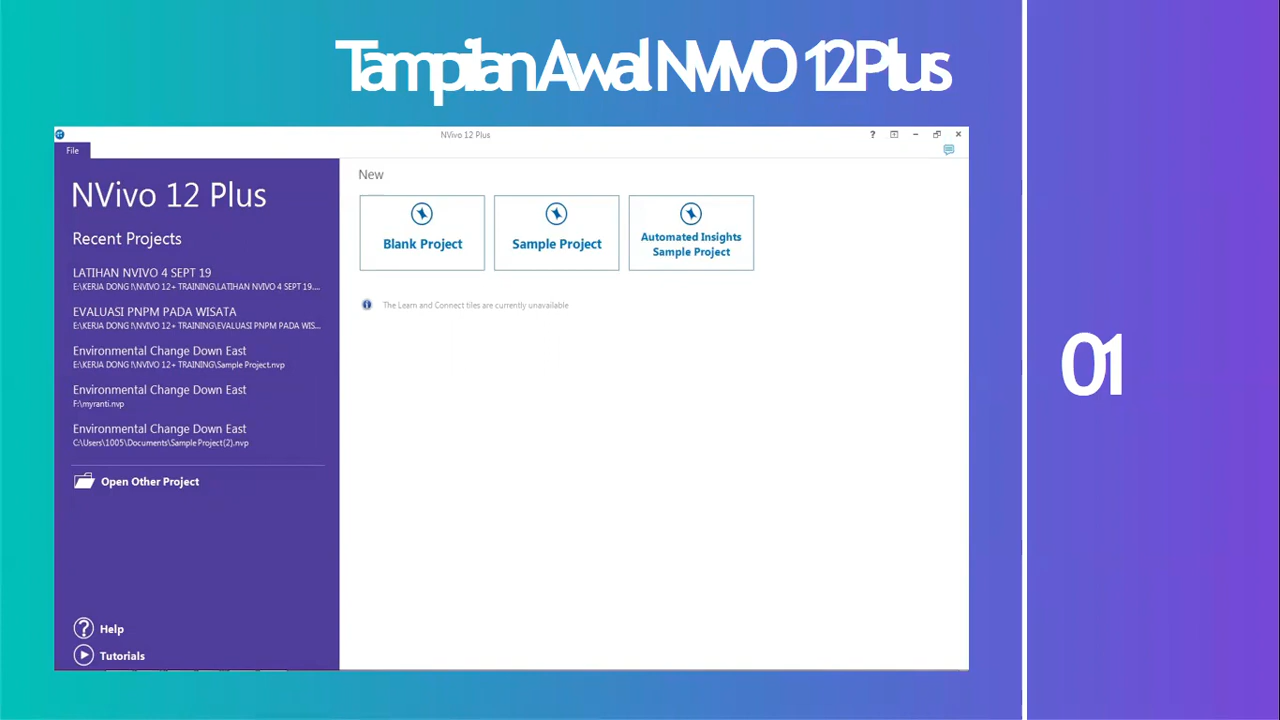 Tampilan Awal NVIVO 12 Plus
NVivo 12 Plus
File
NVivo 12 Plus
Recent Projects
LATIHAN NVIVO 4 SEPT 19
E:\KERJA DONG !\NVIVO 12+ TRAINING\LATIHAN NVIVO 4 SEPT 19....
EVALUASI PNPM PADA WISATA
E:\KERJA DONG !\NVIVO 12+ TRAINING\EVALUASI PNPM PADA WIS...
Environmental Change Down East
E:\KERJA DONG !\NVIVO 12+ TRAINING\Sample Project.nvp
Environmental Change Down East
F:\myranti.nvp
Environmental Change Down East
C:\Users\1005\Documents\Sample Project(2).nvp
Open Other Project
Help
Tutorials
New
Blank Project
Sample Project
Automated Insights
Sample Project
The Learn and Connect tiles are currently unavailable
01